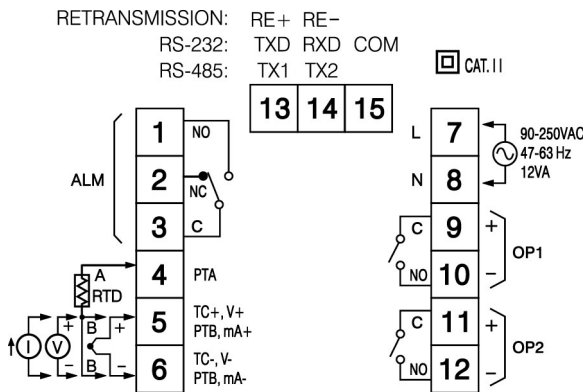 RETRANSMISSION: RE+ RE-
RS-232: TXD RXD COM
RS-485: TX1 TX2
13 14 15
CAT. II
ALM
1 NO
2 NC
3 C
4 PTA
5 TC+, V+
PTB, mA+
6 TC-, V-
PTB, mA-
A
RTD
I V + - B B + -
L 7
N 8
90-250VAC
47-63 Hz
12VA
C 9 +
NO 10 -
OP1
C 11 +
NO 12 -
OP2